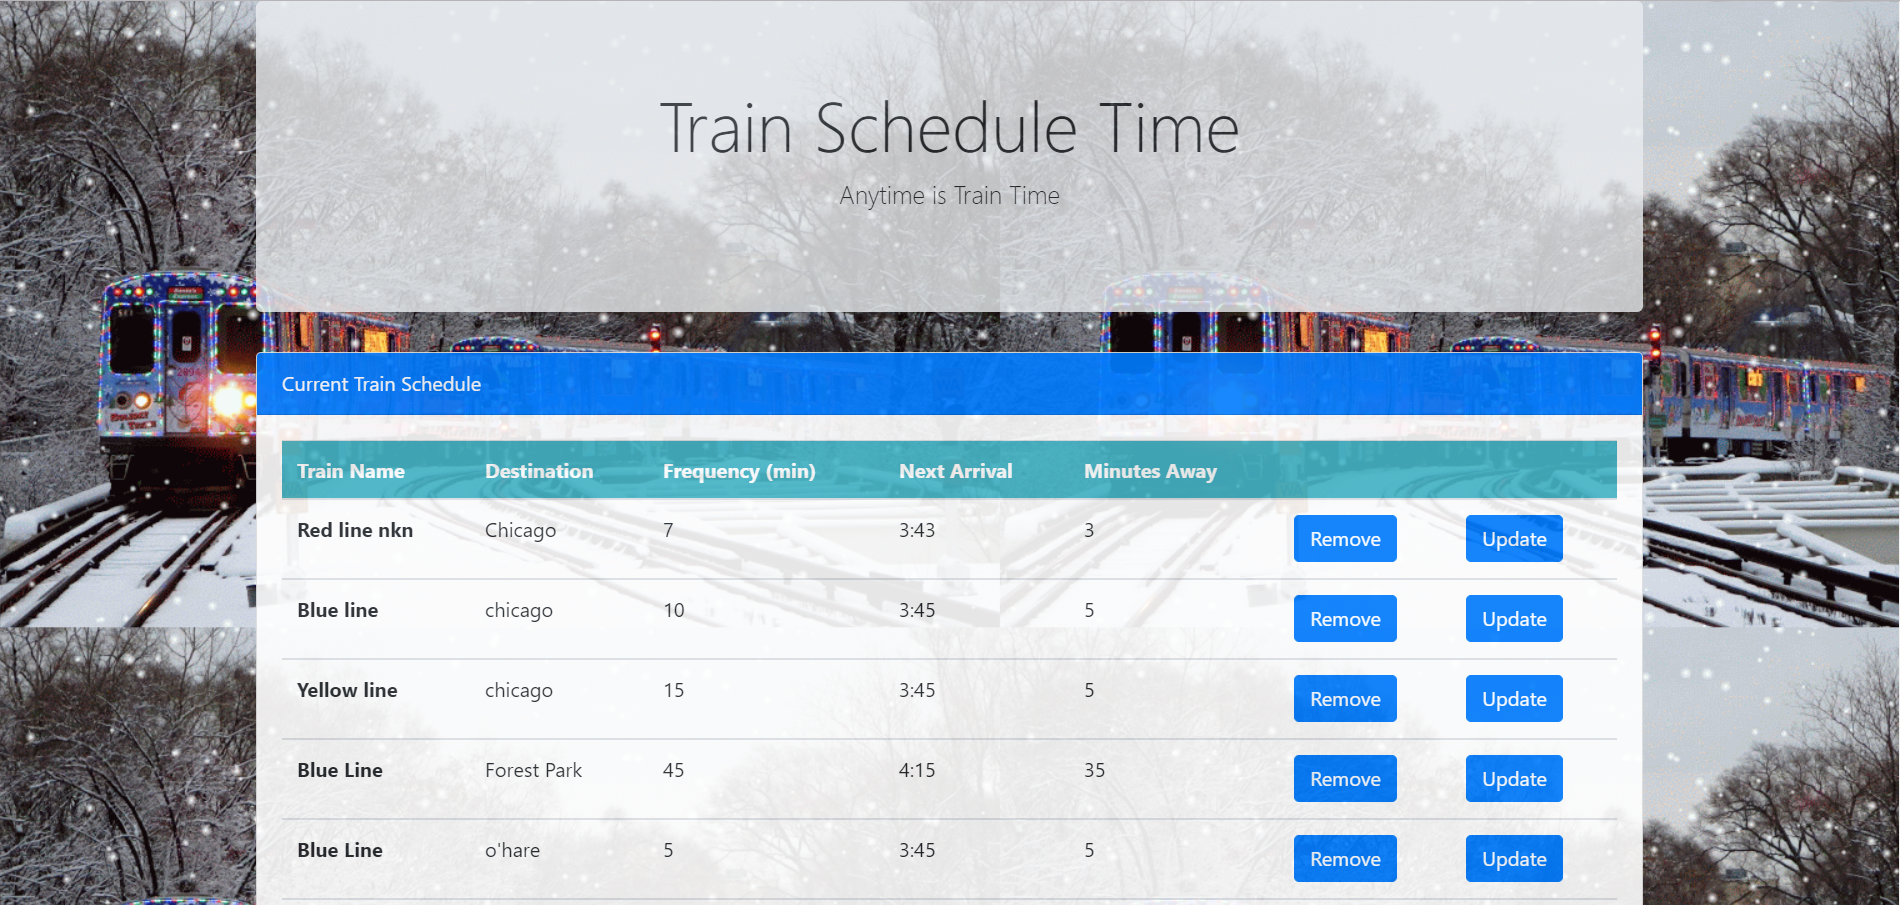 Train Schedule Time
Anytime is Train Time
Current Train Schedule
Train Name Destination Frequency (min) Next Arrival Minutes Away
Red line nkn Chicago 7 3:43 3 Remove Update
Blue line chicago 10 3:45 5 Remove Update
Yellow line chicago 15 3:45 5 Remove Update
Blue Line Forest Park 45 4:15 35 Remove Update
Blue Line o'hare 5 3:45 5 Remove Update